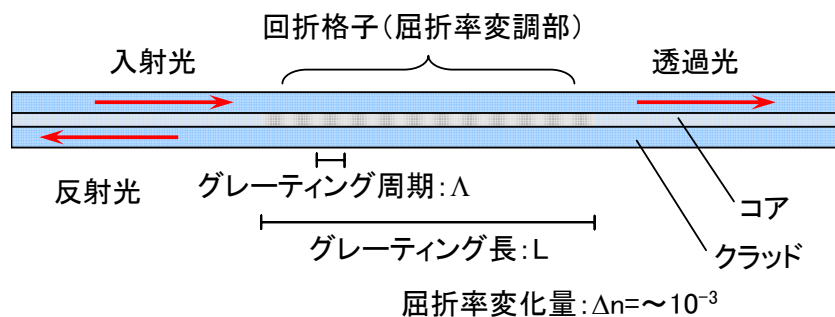 回折格子(屈折率変調部)
入射光
透過光
反射光
グレーティング周期:Λ
コア
グレーティング長:L
クラッド
屈折率変化量:Δn=～10⁻³